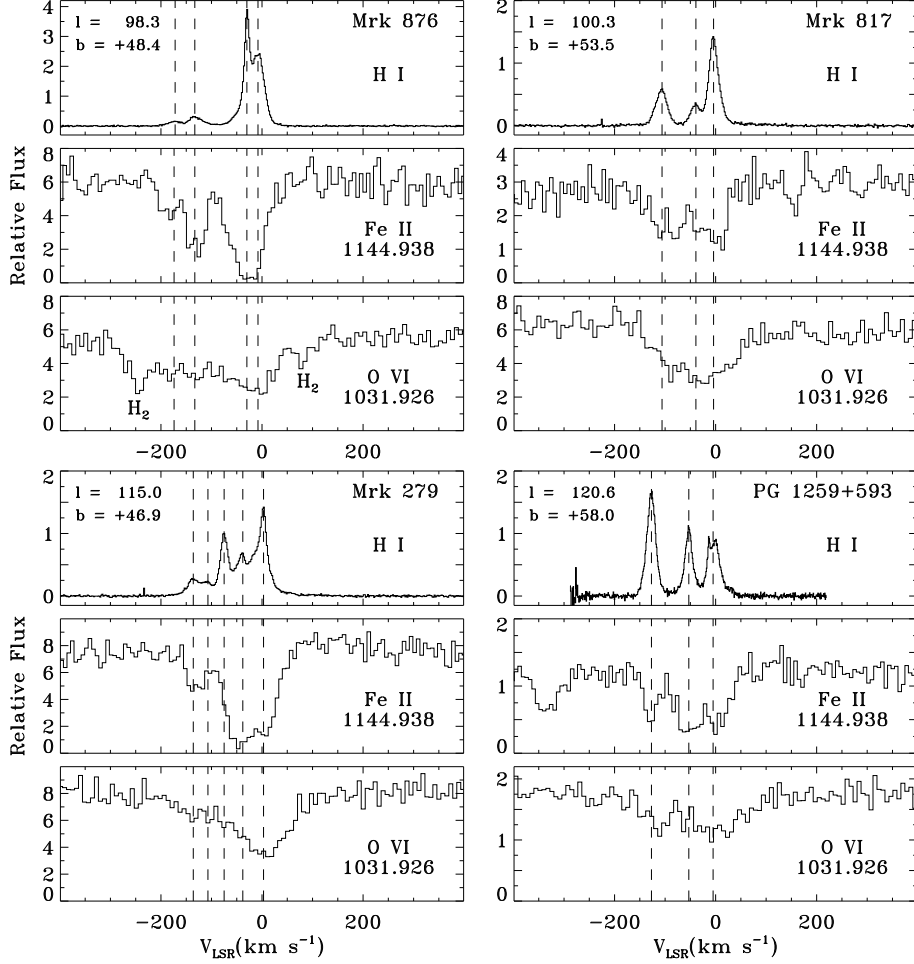 l = 98.3
b = +48.4
Mrk 876
H I
4
3
2
1
0
Relative Flux
8
6
4
2
0
Fe II
1144.938
8
6
4
2
0
H₂
H₂
O VI
1031.926
−200 0 200
l = 100.3
b = +53.5
Mrk 817
H I
2
1
0
4
3
2
1
0
Fe II
1144.938
8
6
4
2
0
O VI
1031.926
−200 0 200
l = 115.0
b = +46.9
Mrk 279
H I
2
1
0
Relative Flux
8
6
4
2
0
Fe II
1144.938
8
6
4
2
0
O VI
1031.926
−200 0 200
V_LSR(km s⁻¹)
l = 120.6
b = +58.0
PG 1259+593
H I
2
1
0
2
1
0
Fe II
1144.938
2
1
0
O VI
1031.926
−200 0 200
V_LSR(km s⁻¹)